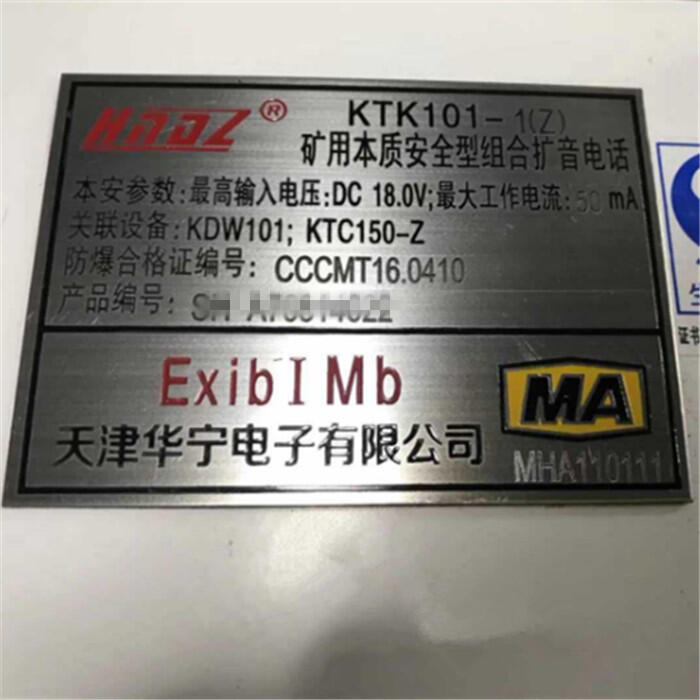 HNDZ® KTK101-1(Z)
矿用本质安全型组合扩音电话
本安参数:最高输入电压:DC 18.0V;最大工作电流:50 mA
关联设备:KDW101; KTC150-Z
防爆合格证编号: CCCMT16.0410
产品编号:
ExibⅠMb
MA
天津华宁电子有限公司
MHA110111
证书